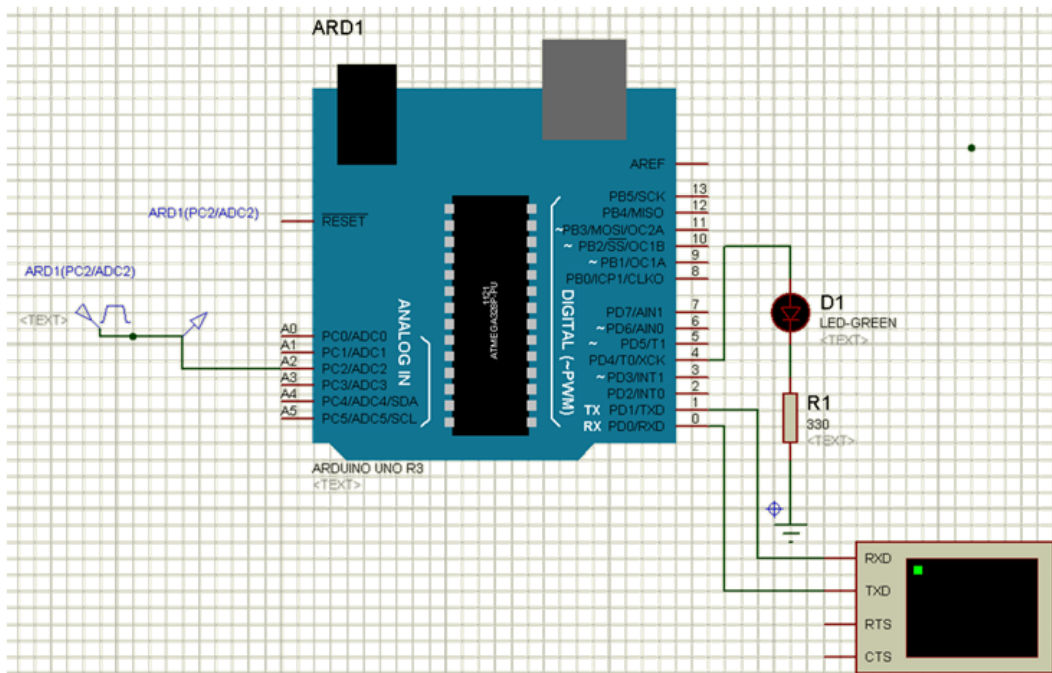 ARD1
AREF
PB5/SCK 13
PB4/MISO 12
~PB3/MOSI/OC2A 11
~ PB2/SS/OC1B 10
~ PB1/OC1A 9
PB0/ICP1/CLKO 8
ARD1(PC2/ADC2)
RESET
ARD1(PC2/ADC2)
<TEXT>
1121
ATMEGA328P-PU
ANALOG IN
DIGITAL (~PWM)
A0 PC0/ADC0
A1 PC1/ADC1
A2 PC2/ADC2
A3 PC3/ADC3
A4 PC4/ADC4/SDA
A5 PC5/ADC5/SCL
PD7/AIN1 7
~ PD6/AIN0 6
~ PD5/T1 5
PD4/T0/XCK 4
~ PD3/INT1 3
PD2/INT0 2
TX PD1/TXD 1
RX PD0/RXD 0
D1
LED-GREEN
<TEXT>
R1
330
<TEXT>
ARDUINO UNO R3
<TEXT>
RXD
TXD
RTS
CTS